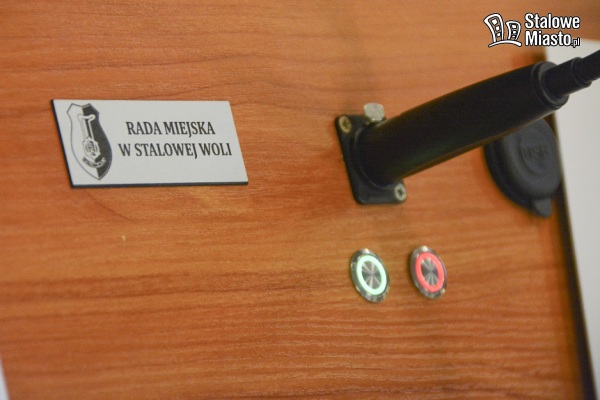 Stalowe
Miasto.pl
RADA MIEJSKA
W STALOWEJ WOLI